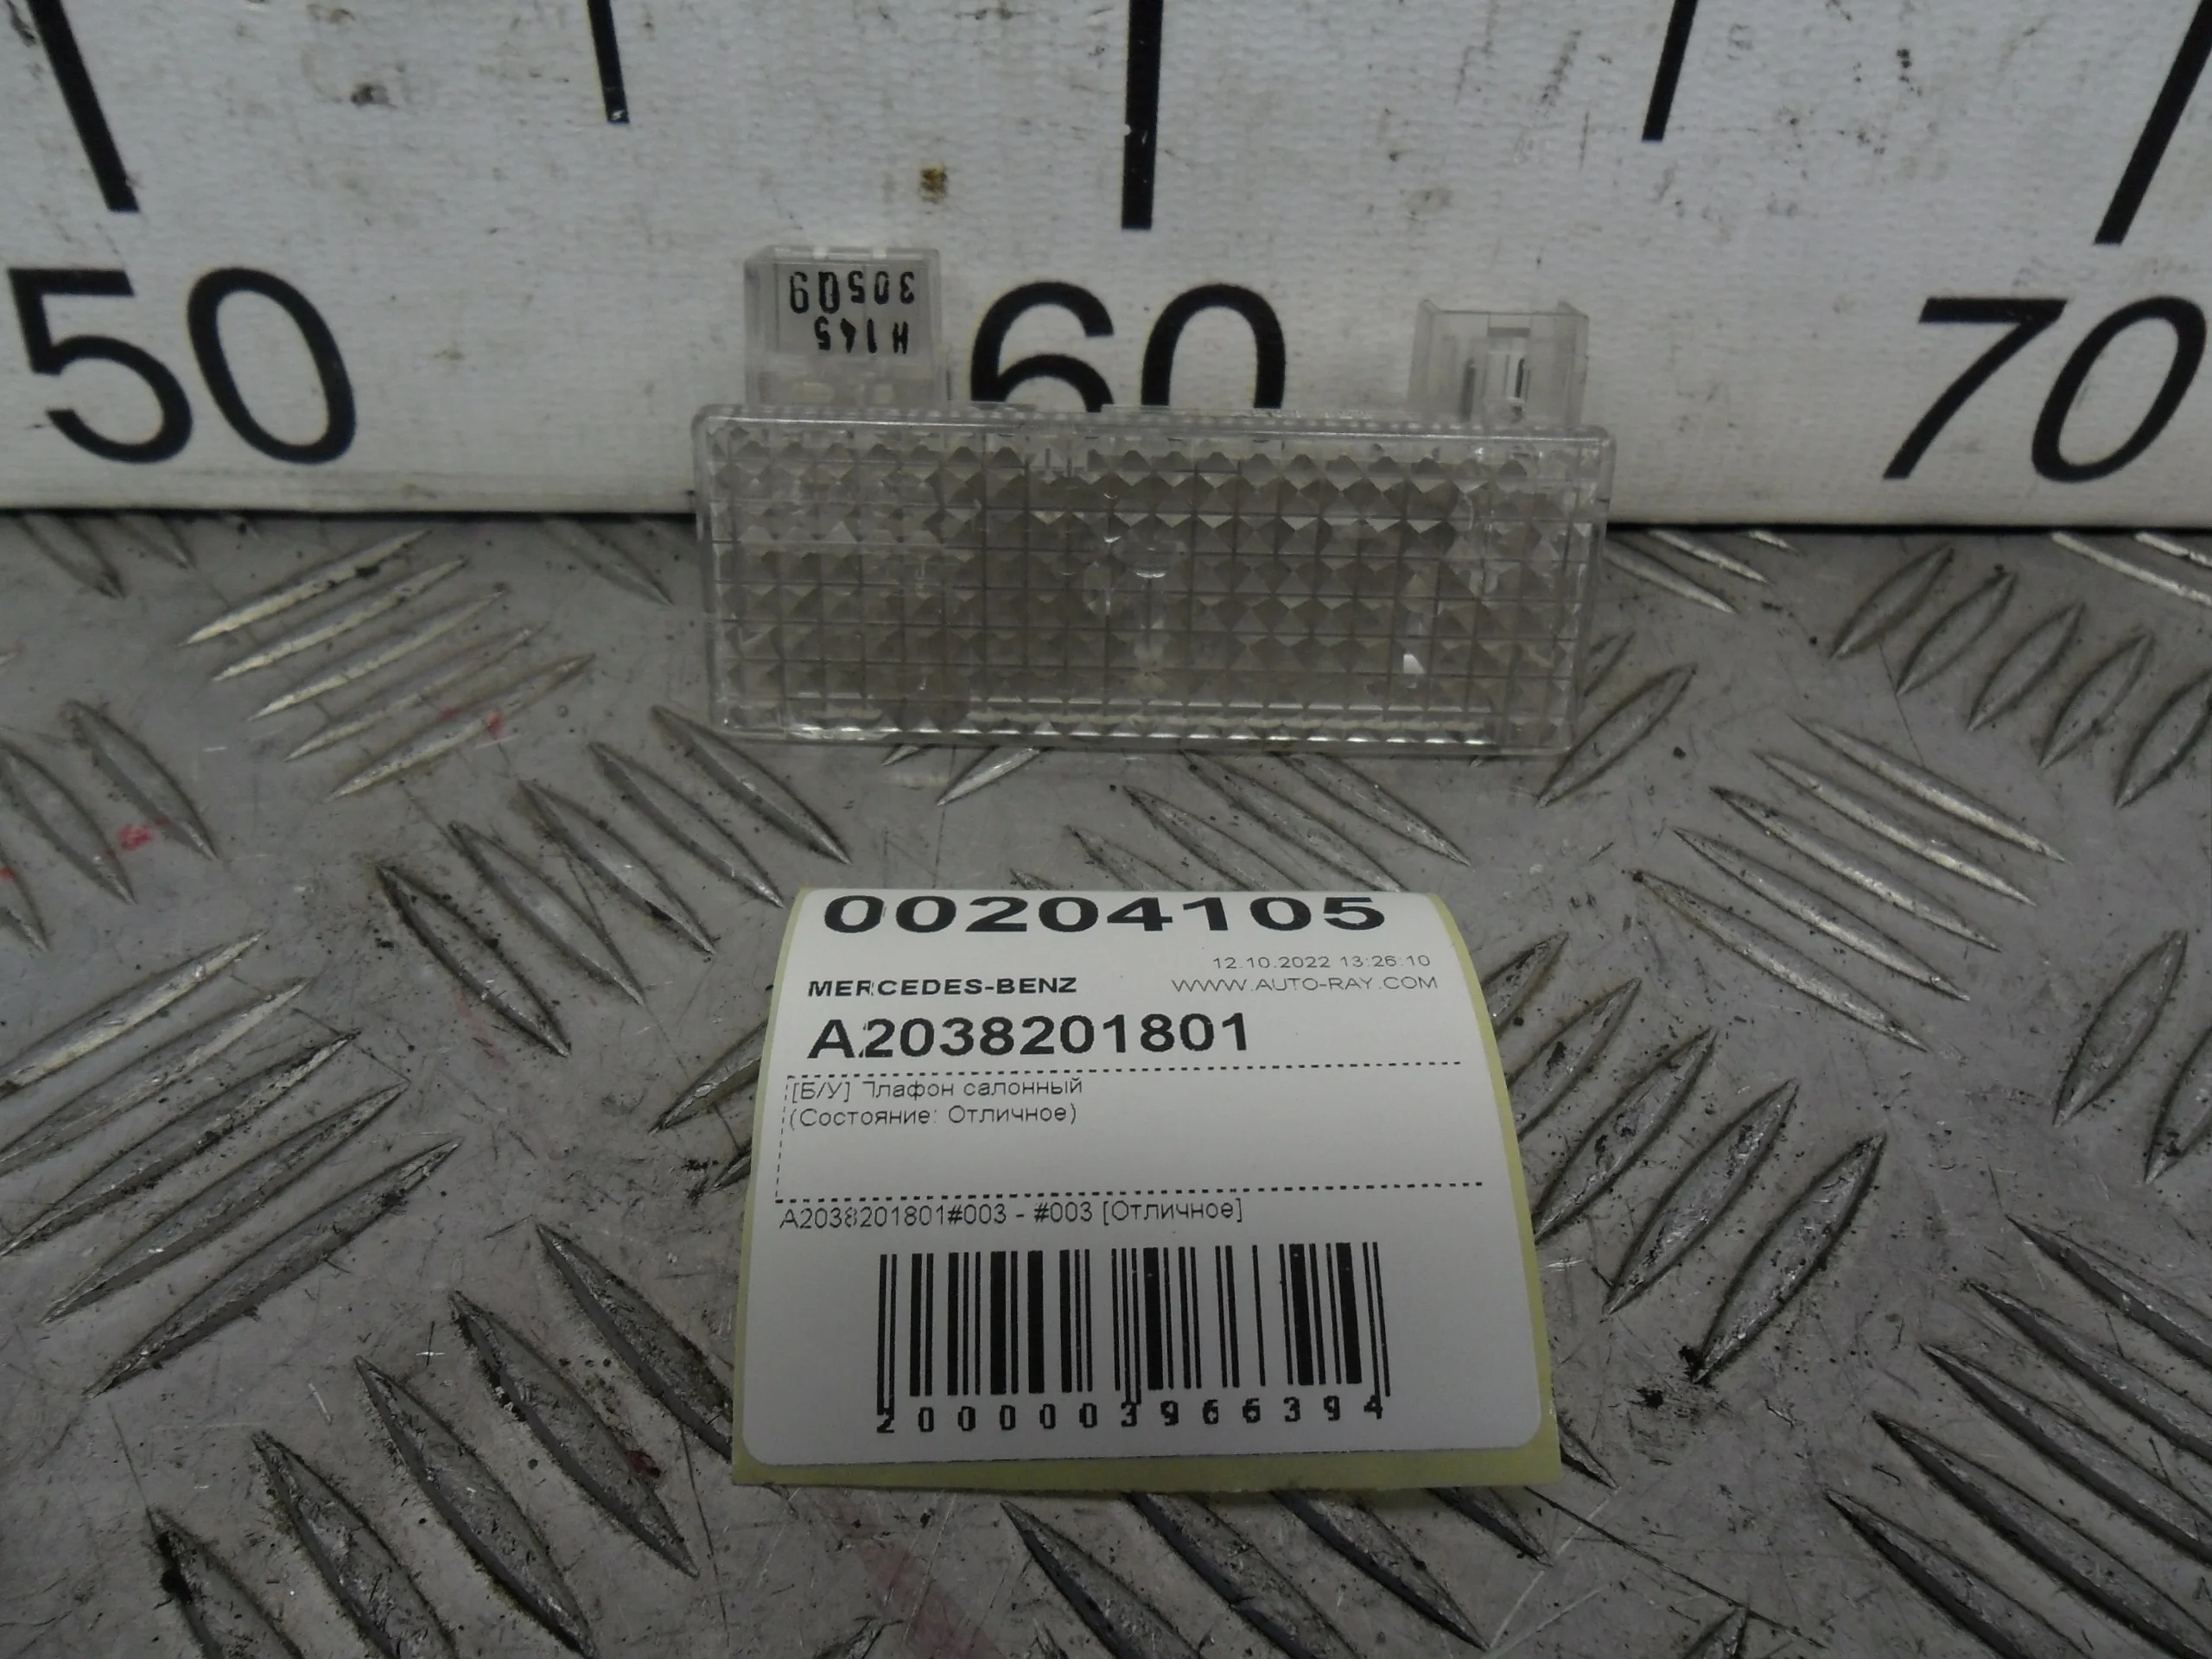 50
60
70
30509
H145
00204105
12.10.2022 13:26:10
MERCEDES-BENZ
WWW.AUTO-RAY.COM
A2038201801
[Б/У] Плафон салонный
(Состояние: Отличное)
A2038201801#003 - #003 [Отличное]
2000003966394